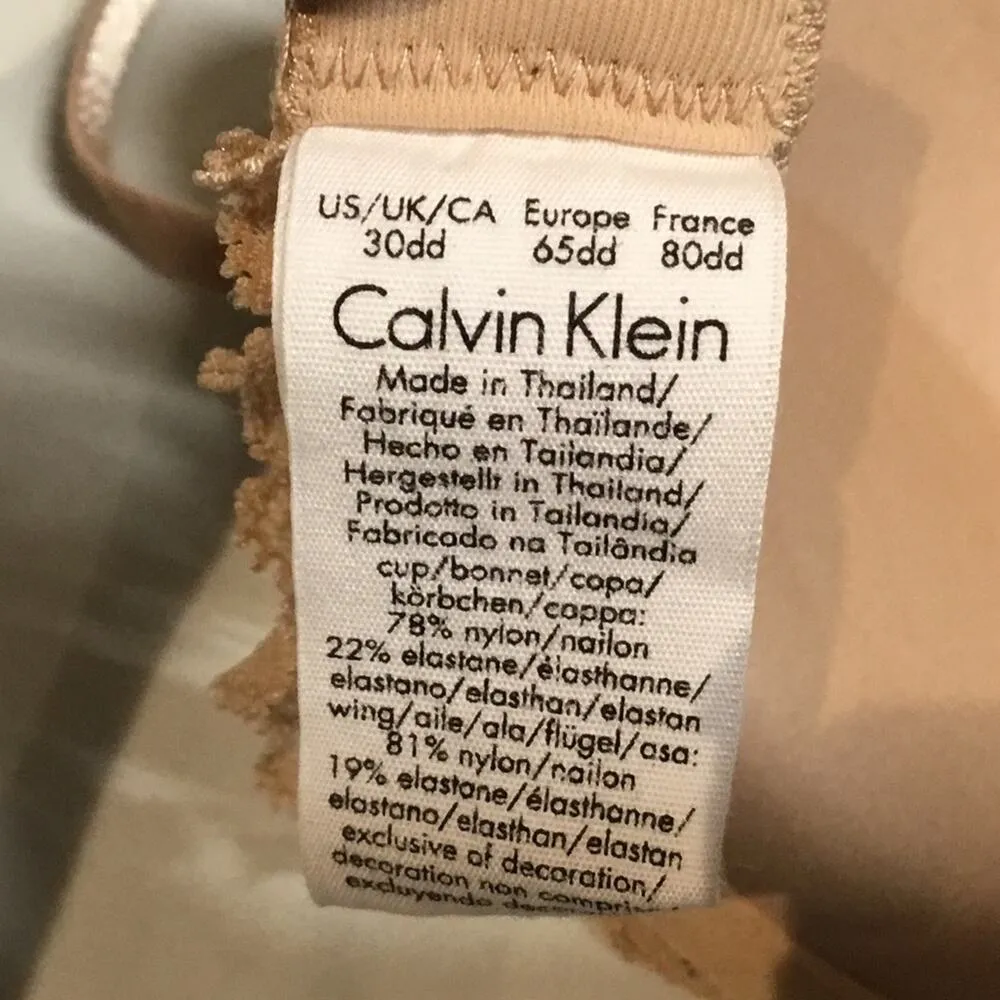 US/UK/CA Europe France
30dd 65dd 80dd
Calvin Klein
Made in Thailand/
Fabriqué en Thaïlande/
Hecho en Tailandia/
Hergestellt in Thailand/
Prodotto in Tailandia/
Fabricado na Tailândia
cup/bonnet/copa/
körbchen/coppa:
78% nylon/nailon
22% elastane/élasthanne/
elastano/elasthan/elastan
wing/aile/ala/flügel/asa:
81% nylon/nailon
19% elastane/élasthanne/
elastano/elasthan/elastan
exclusive of decoration/
decoration non
excluyendo